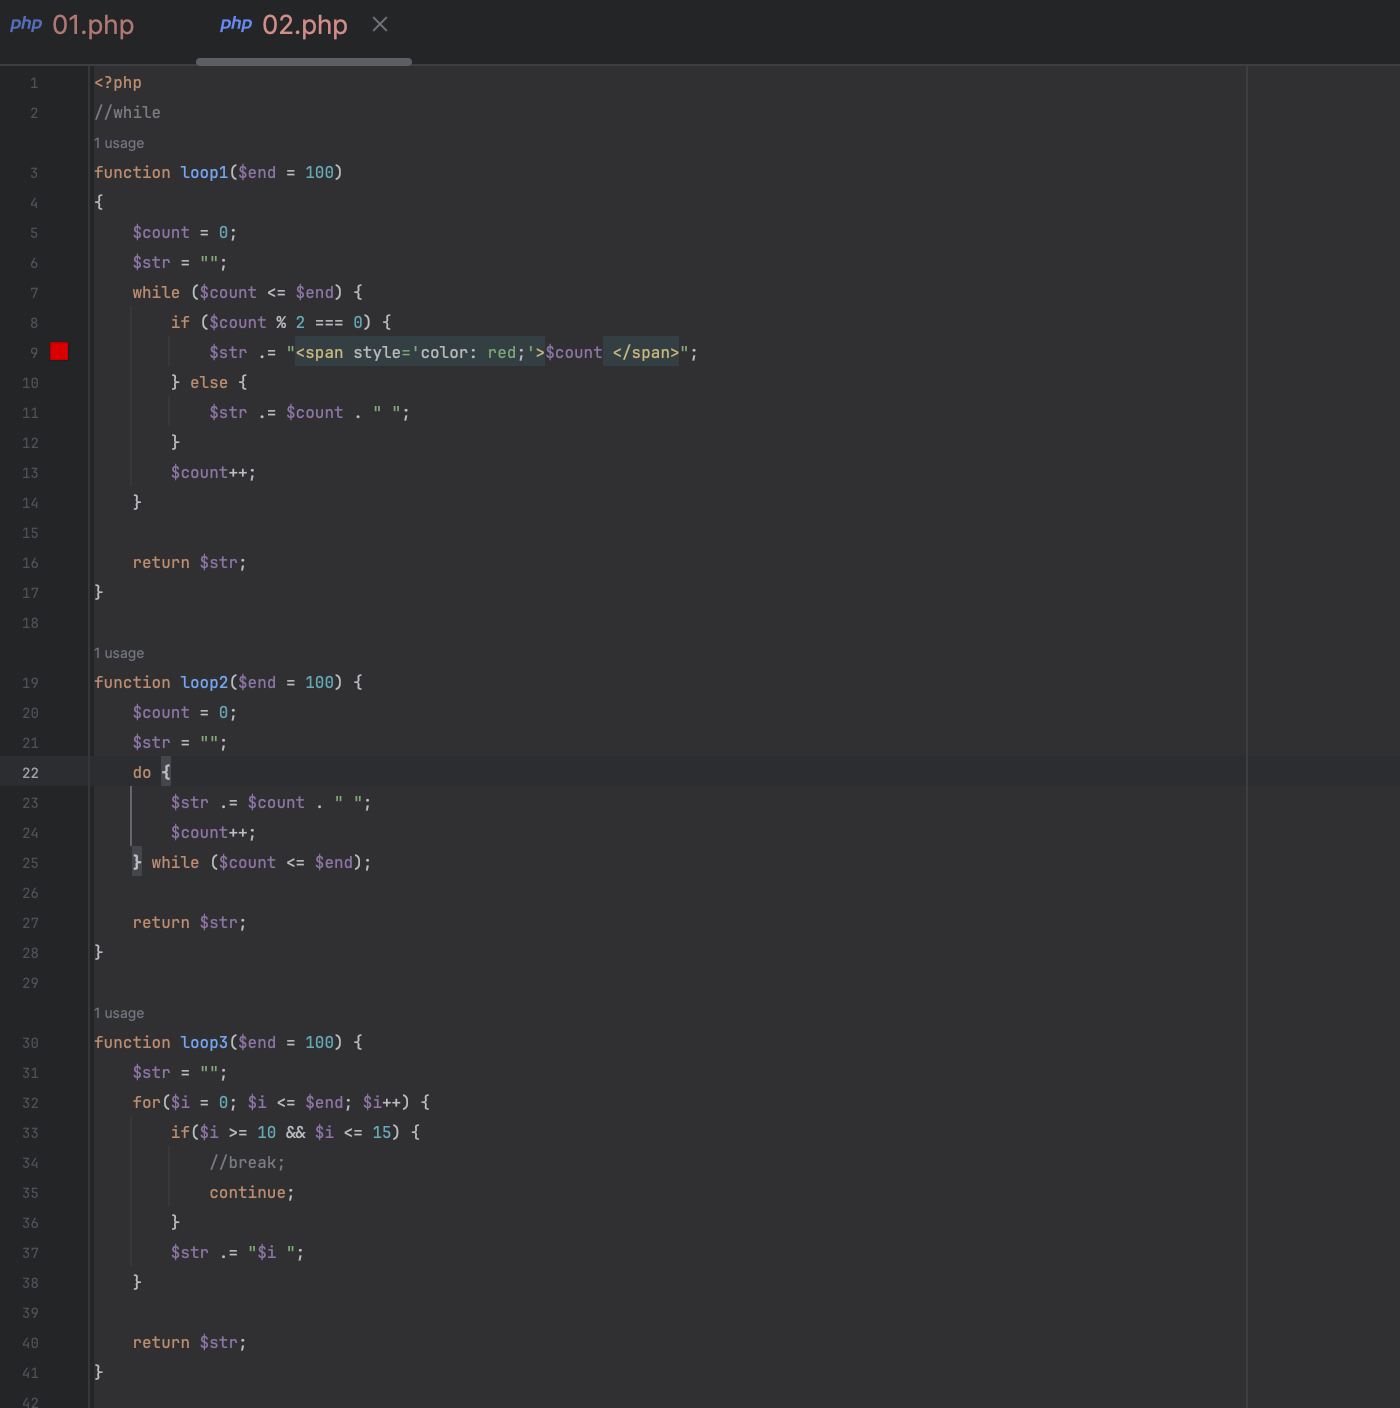 php 01.php php 02.php
1 <?php
2 //while
1 usage
3 function loop1($end = 100)
4 {
5     $count = 0;
6     $str = "";
7     while ($count <= $end) {
8         if ($count % 2 === 0) {
9             $str .= "<span style='color: red;'>$count </span>";
10         } else {
11             $str .= $count . " ";
12         }
13         $count++;
14     }
15
16     return $str;
17 }
18
1 usage
19 function loop2($end = 100) {
20     $count = 0;
21     $str = "";
22     do {
23         $str .= $count . " ";
24         $count++;
25     } while ($count <= $end);
26
27     return $str;
28 }
29
1 usage
30 function loop3($end = 100) {
31     $str = "";
32     for($i = 0; $i <= $end; $i++) {
33         if($i >= 10 && $i <= 15) {
34             //break;
35             continue;
36         }
37         $str .= "$i ";
38     }
39
40     return $str;
41 }
42